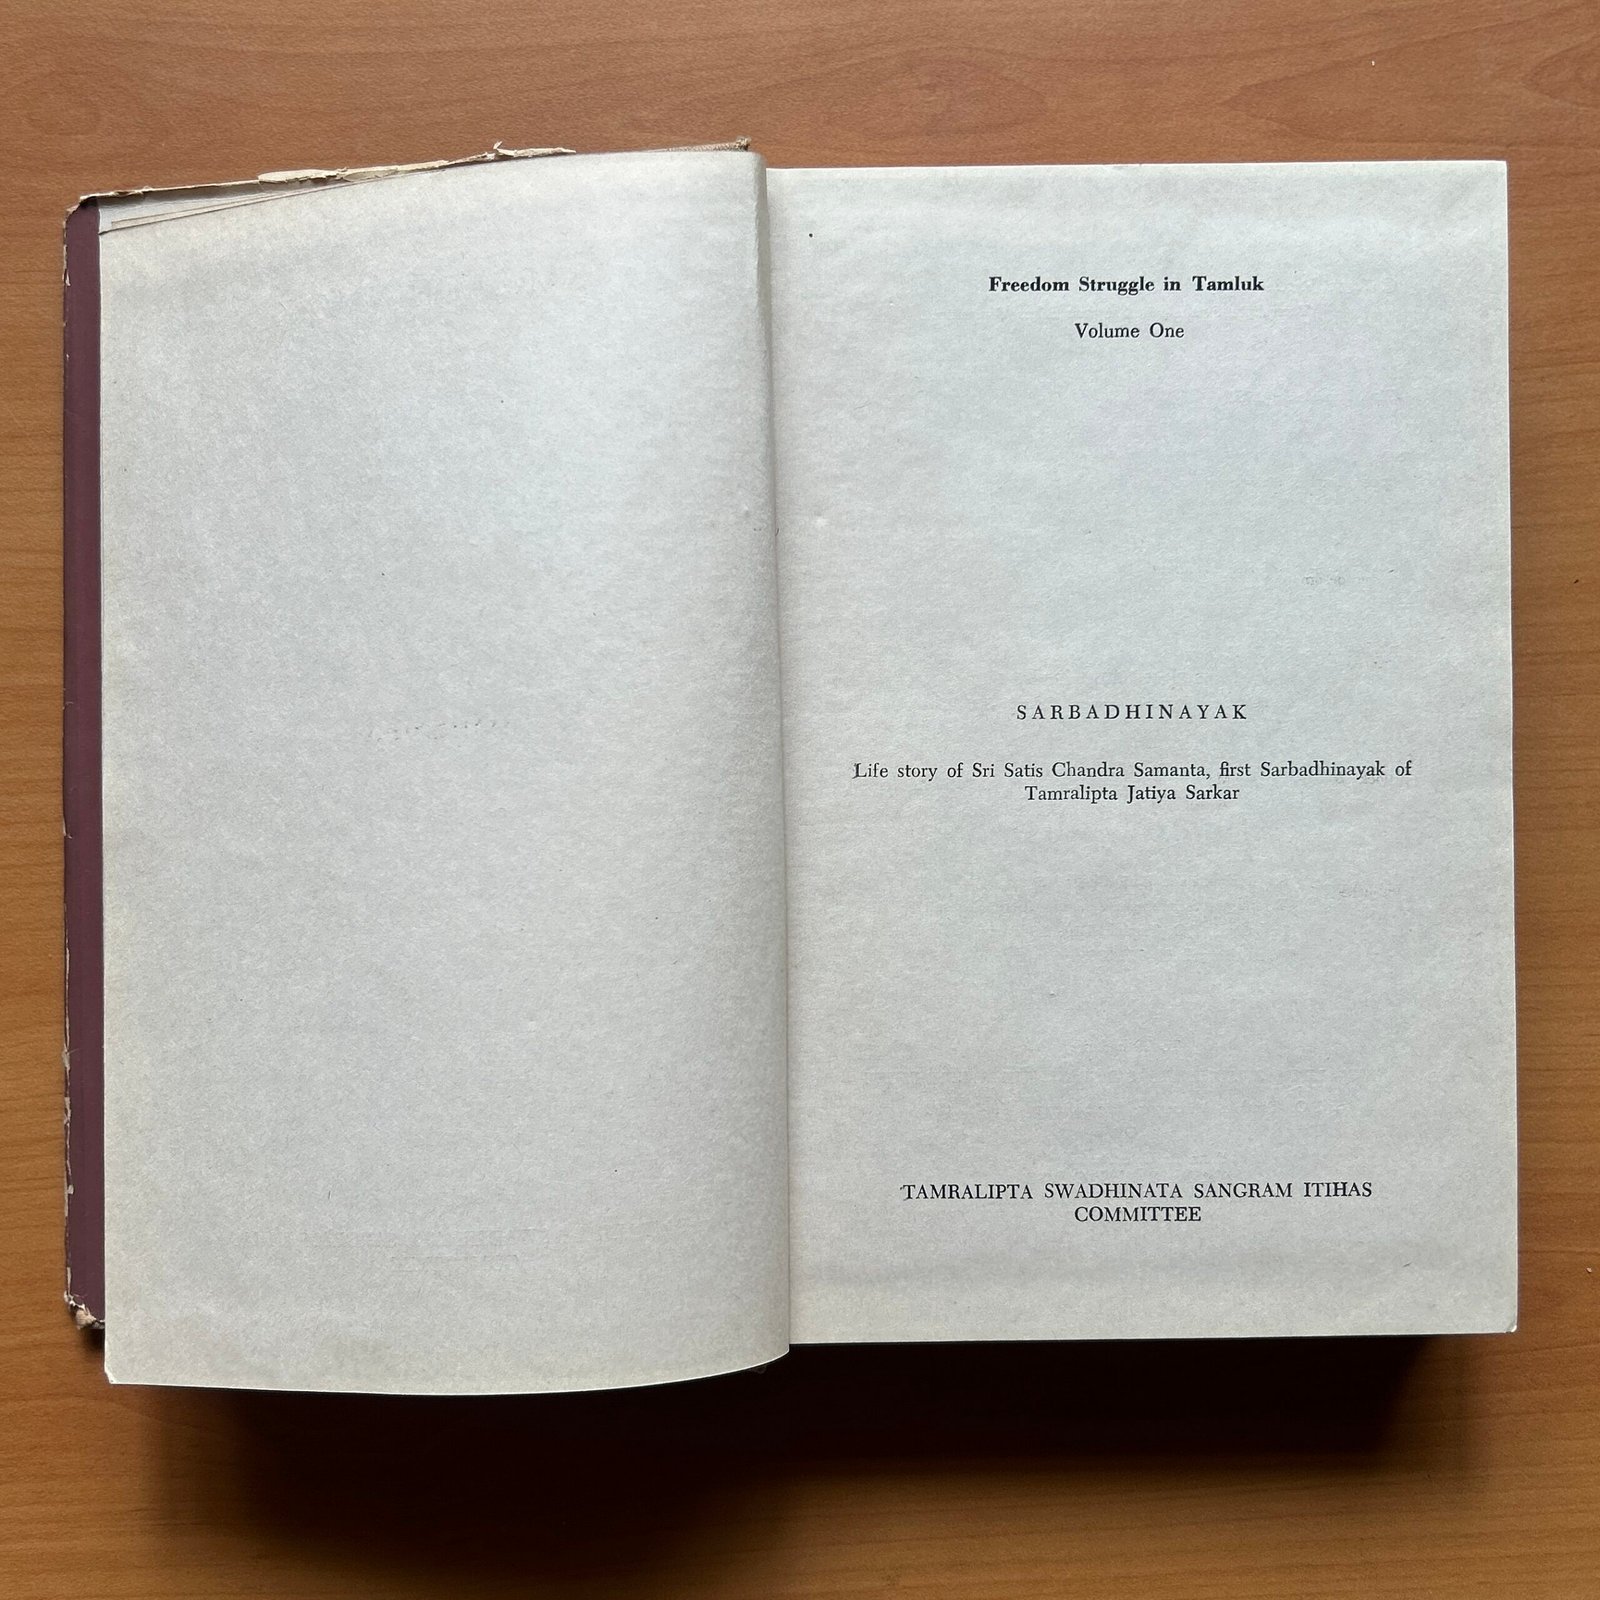 Freedom Struggle in Tamluk
Volume One
SARBADHINAYAK
Life story of Sri Satis Chandra Samanta, first Sarbadhinayak of
Tamralipta Jatiya Sarkar
TAMRALIPTA SWADHINATA SANGRAM ITIHAS
COMMITTEE